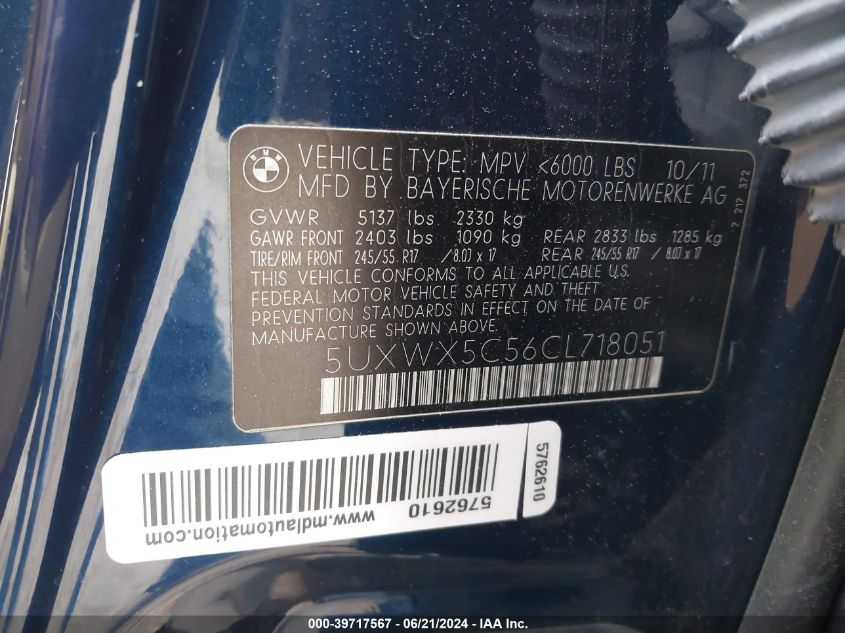 BMW
VEHICLE TYPE: MPV <6000 LBS 10/11
MFD BY BAYERISCHE MOTORENWERKE AG
GVWR 5137 lbs 2330 kg
GAWR FRONT 2403 lbs 1090 kg REAR 2833 lbs 1285 kg
TIRE/RIM FRONT 245/55 R17 /8.0J x 17 REAR 245/55 R17 / 8.0J x 17
THIS VEHICLE CONFORMS TO ALL APPLICABLE U.S.
FEDERAL MOTOR VEHICLE SAFETY AND THEFT
PREVENTION STANDARDS IN EFFECT ON THE DATE OF
MANUFACTURE SHOWN ABOVE:
5UXWX5C56CL718051
7 217 372
5762610
www.mdlautomation.com
5762610
000-39717567 - 06/21/2024 - IAA Inc.